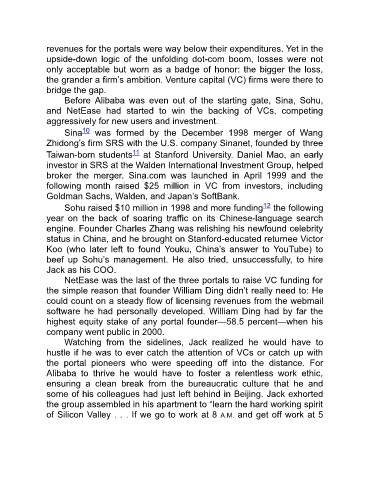 revenues for the portals were way below their expenditures. Yet in the
upside-down logic of the unfolding dot-com boom, losses were not
only acceptable but worn as a badge of honor: the bigger the loss,
the grander a firm's ambition. Venture capital (VC) firms were there to
bridge the gap.
Before Alibaba was even out of the starting gate, Sina, Sohu,
and NetEase had started to win the backing of VCs, competing
aggressively for new users and investment.
Sina10 was formed by the December 1998 merger of Wang
Zhidong's firm SRS with the U.S. company Sinanet, founded by three
Taiwan-born students11 at Stanford University. Daniel Mao, an early
investor in SRS at the Walden International Investment Group, helped
broker the merger. Sina.com was launched in April 1999 and the
following month raised $25 million in VC from investors, including
Goldman Sachs, Walden, and Japan's SoftBank.
Sohu raised $10 million in 1998 and more funding12 the following
year on the back of soaring traffic on its Chinese-language search
engine. Founder Charles Zhang was relishing his newfound celebrity
status in China, and he brought on Stanford-educated returnee Victor
Koo (who later left to found Youku, China's answer to YouTube) to
beef up Sohu's management. He also tried, unsuccessfully, to hire
Jack as his COO.
NetEase was the last of the three portals to raise VC funding for
the simple reason that founder William Ding didn't really need to: He
could count on a steady flow of licensing revenues from the webmail
software he had personally developed. William Ding had by far the
highest equity stake of any portal founder—58.5 percent—when his
company went public in 2000.
Watching from the sidelines, Jack realized he would have to
hustle if he was to ever catch the attention of VCs or catch up with
the portal pioneers who were speeding off into the distance. For
Alibaba to thrive he would have to foster a relentless work ethic,
ensuring a clean break from the bureaucratic culture that he and
some of his colleagues had just left behind in Beijing. Jack exhorted
the group assembled in his apartment to "learn the hard working spirit
of Silicon Valley . . . If we go to work at 8 A.M. and get off work at 5